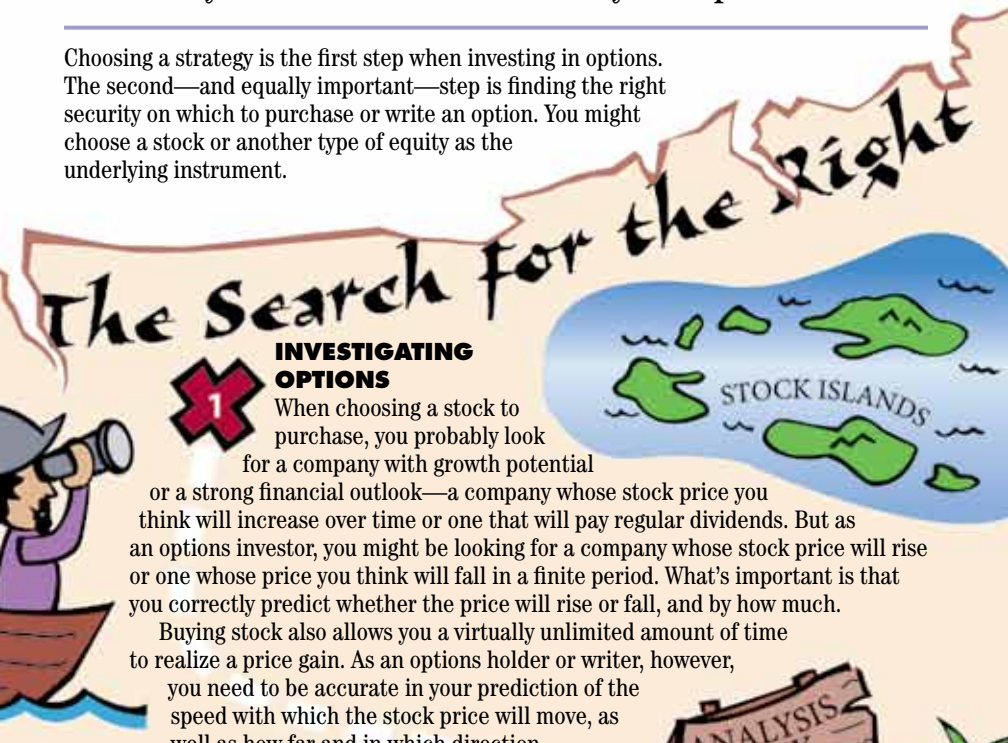 Choosing a strategy is the first step when investing in options.
The second—and equally important—step is finding the right
security on which to purchase or write an option. You might
choose a stock or another type of equity as the
underlying instrument.
The Search for the Right
STOCK ISLANDS
1
INVESTIGATING
OPTIONS
When choosing a stock to
purchase, you probably look
for a company with growth potential
or a strong financial outlook—a company whose stock price you
think will increase over time or one that will pay regular dividends. But as
an options investor, you might be looking for a company whose stock price will rise
or one whose price you think will fall in a finite period. What's important is that
you correctly predict whether the price will rise or fall, and by how much.
Buying stock also allows you a virtually unlimited amount of time
to realize a price gain. As an options holder or writer, however,
you need to be accurate in your prediction of the
speed with which the stock price will move, as
well as how far and in which direction
ANALYSIS